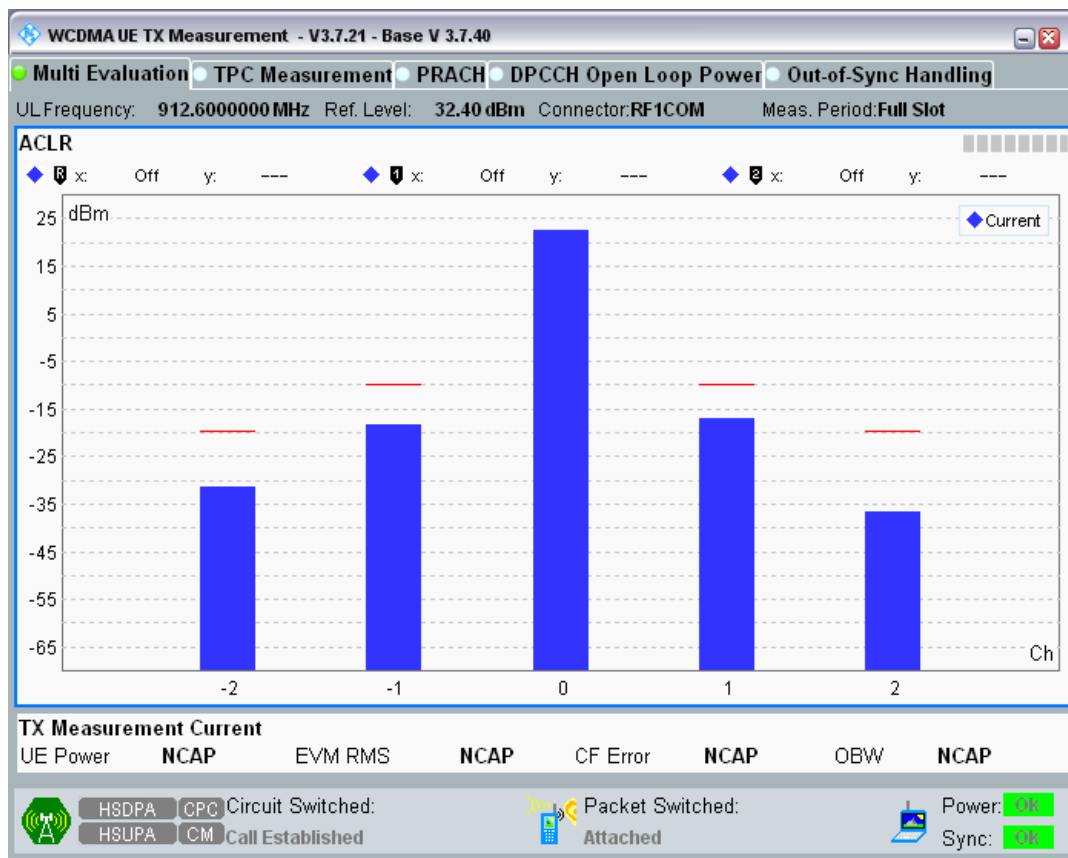 WCDMA UE TX Measurement - V3.7.21 - Base V 3.7.40
Multi Evaluation TPC Measurement PRACH DPCCH Open Loop Power Out-of-Sync Handling
UL Frequency: 912.6000000 MHz Ref. Level: 32.40 dBm Connector:RF1COM Meas. Period:Full Slot
ACLR
R x: Off y: --- 1 x: Off y: --- 2 x: Off y: ---
dBm
Current
25
15
5
-5
-15
-25
-35
-45
-55
-65
Ch
-2 -1 0 1 2
TX Measurement Current
UE Power NCAP EVM RMS NCAP CF Error NCAP OBW NCAP
HSDPA CPC Circuit Switched: Packet Switched: Power: Ok
HSUPA CM Call Established Attached Sync: Ok